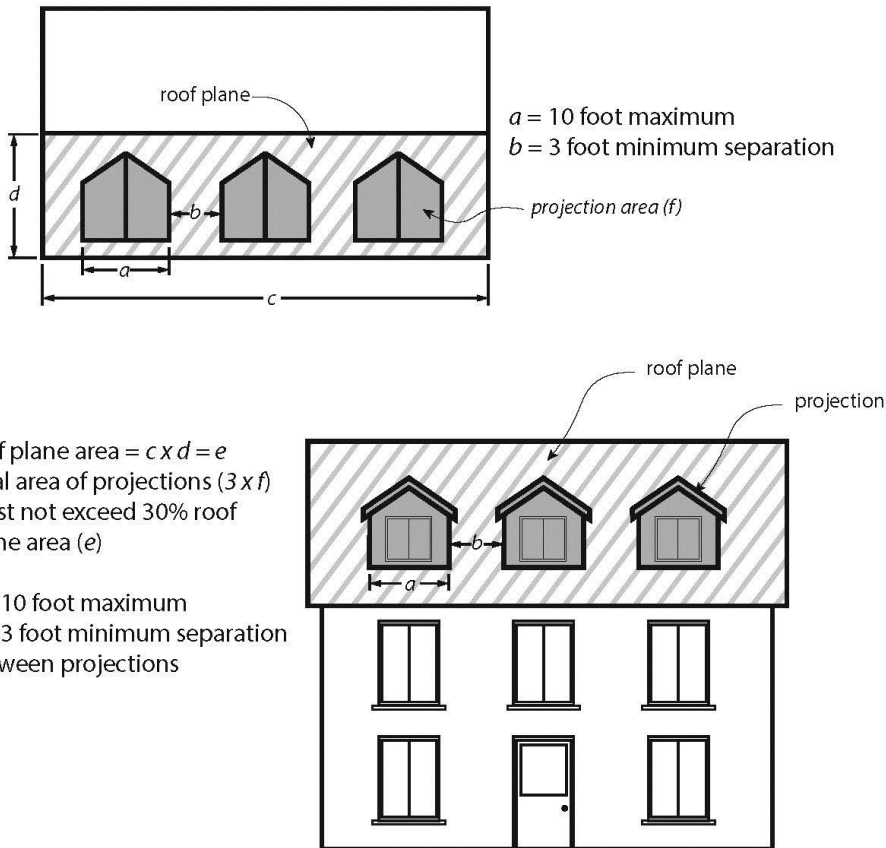 roof plane
a = 10 foot maximum
b = 3 foot minimum separation
d
b
projection area (f)
a
c
roof plane
projection
f plane area = c x d = e
al area of projections (3 x f)
st not exceed 30% roof
ne area (e)
b
a
10 foot maximum
3 foot minimum separation
ween projections